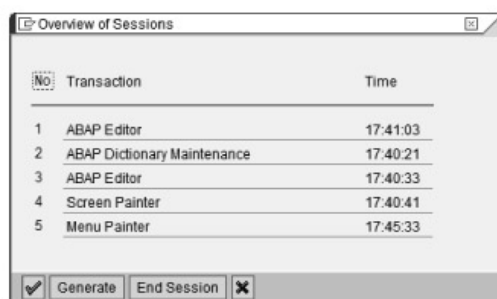 Overview of Sessions
No Transaction Time
1 ABAP Editor 17:41:03
2 ABAP Dictionary Maintenance 17:40:21
3 ABAP Editor 17:40:33
4 Screen Painter 17:40:41
5 Menu Painter 17:45:33
Generate End Session